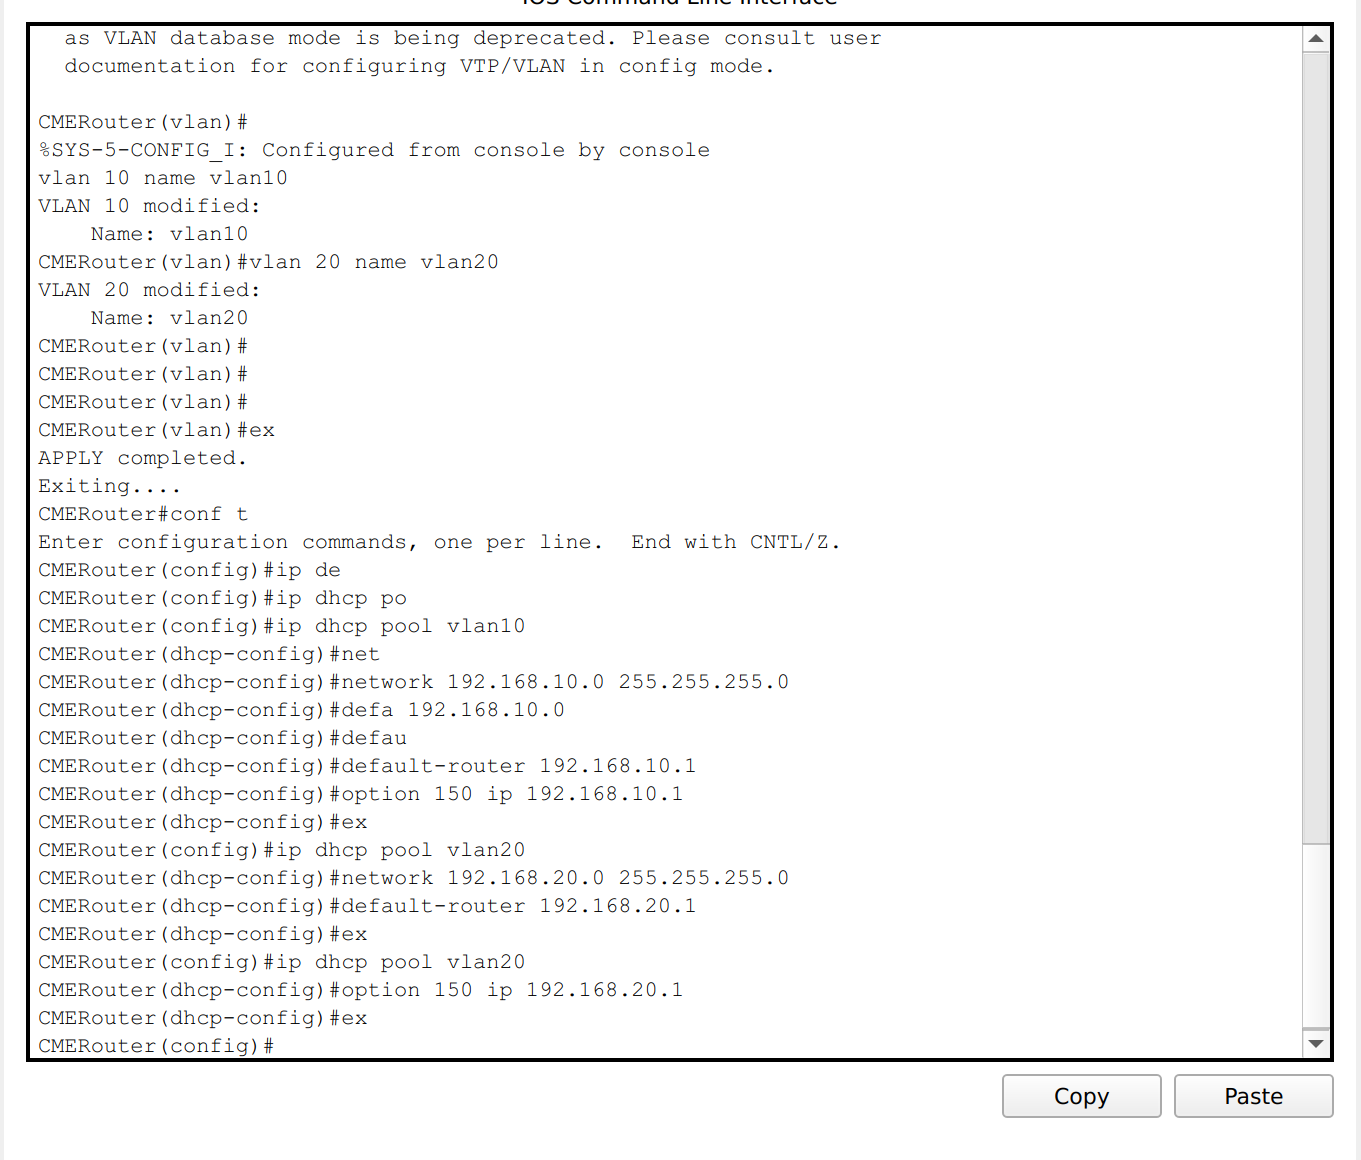 IOS Command Line Interface
as VLAN database mode is being deprecated. Please consult user
documentation for configuring VTP/VLAN in config mode.
CMERouter(vlan)#
%SYS-5-CONFIG_I: Configured from console by console
vlan 10 name vlan10
VLAN 10 modified:
Name: vlan10
CMERouter(vlan)#vlan 20 name vlan20
VLAN 20 modified:
Name: vlan20
CMERouter(vlan)#
CMERouter(vlan)#
CMERouter(vlan)#
CMERouter(vlan)#ex
APPLY completed.
Exiting....
CMERouter#conf t
Enter configuration commands, one per line.  End with CNTL/Z.
CMERouter(config)#ip de
CMERouter(config)#ip dhcp po
CMERouter(config)#ip dhcp pool vlan10
CMERouter(dhcp-config)#net
CMERouter(dhcp-config)#network 192.168.10.0 255.255.255.0
CMERouter(dhcp-config)#defa 192.168.10.0
CMERouter(dhcp-config)#defau
CMERouter(dhcp-config)#default-router 192.168.10.1
CMERouter(dhcp-config)#option 150 ip 192.168.10.1
CMERouter(dhcp-config)#ex
CMERouter(config)#ip dhcp pool vlan20
CMERouter(dhcp-config)#network 192.168.20.0 255.255.255.0
CMERouter(dhcp-config)#default-router 192.168.20.1
CMERouter(dhcp-config)#ex
CMERouter(config)#ip dhcp pool vlan20
CMERouter(dhcp-config)#option 150 ip 192.168.20.1
CMERouter(dhcp-config)#ex
CMERouter(config)#
Copy
Paste